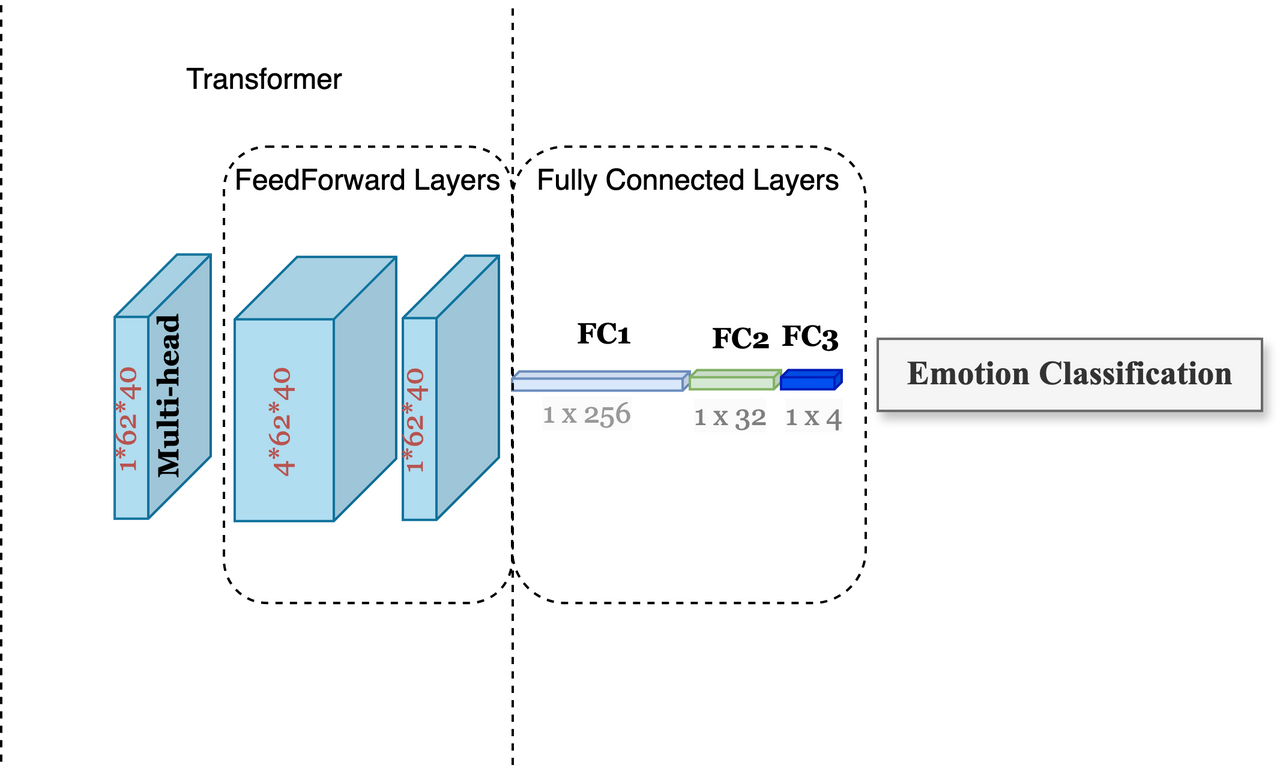 Transformer
FeedForward Layers
Fully Connected Layers
1*62*40
Multi-head
4*62*40
1*62*40
FC1
FC2
FC3
1 x 256
1 x 32
1 x 4
Emotion Classification